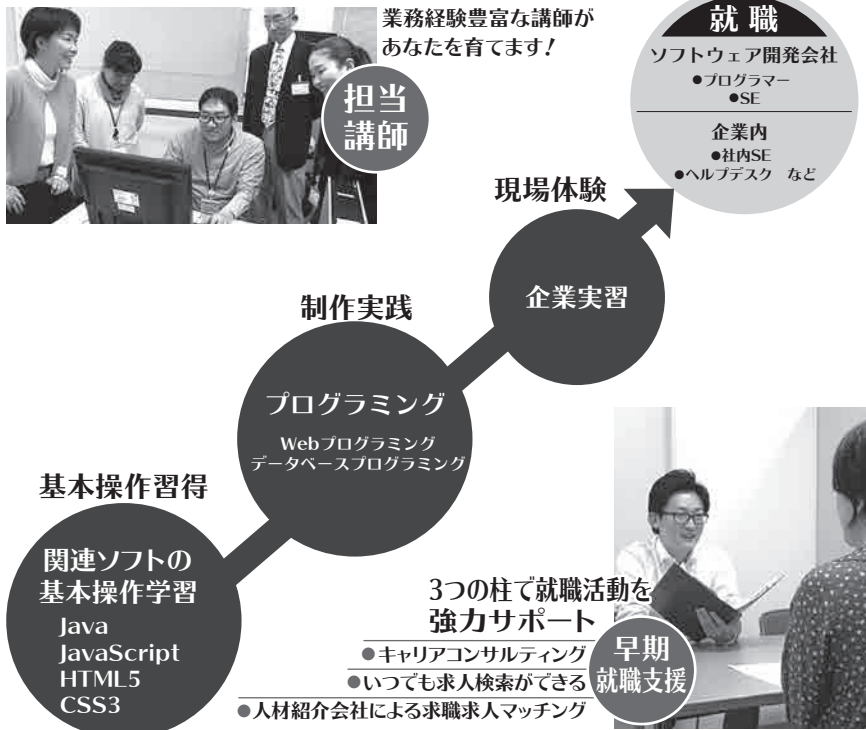 業務経験豊富な講師が
あなたを育てます!
担当
講師
就職
ソフトウェア開発会社
●プログラマー
●SE
企業内
●社内SE
●ヘルプデスク など
現場体験
企業実習
制作実践
プログラミング
Webプログラミング
データベースプログラミング
基本操作習得
関連ソフトの
基本操作学習
Java
JavaScript
HTML5
CSS3
3つの柱で就職活動を
強力サポート
●キャリアコンサルティング
●いつでも求人検索ができる
●人材紹介会社による求職求人マッチング
早期
就職支援